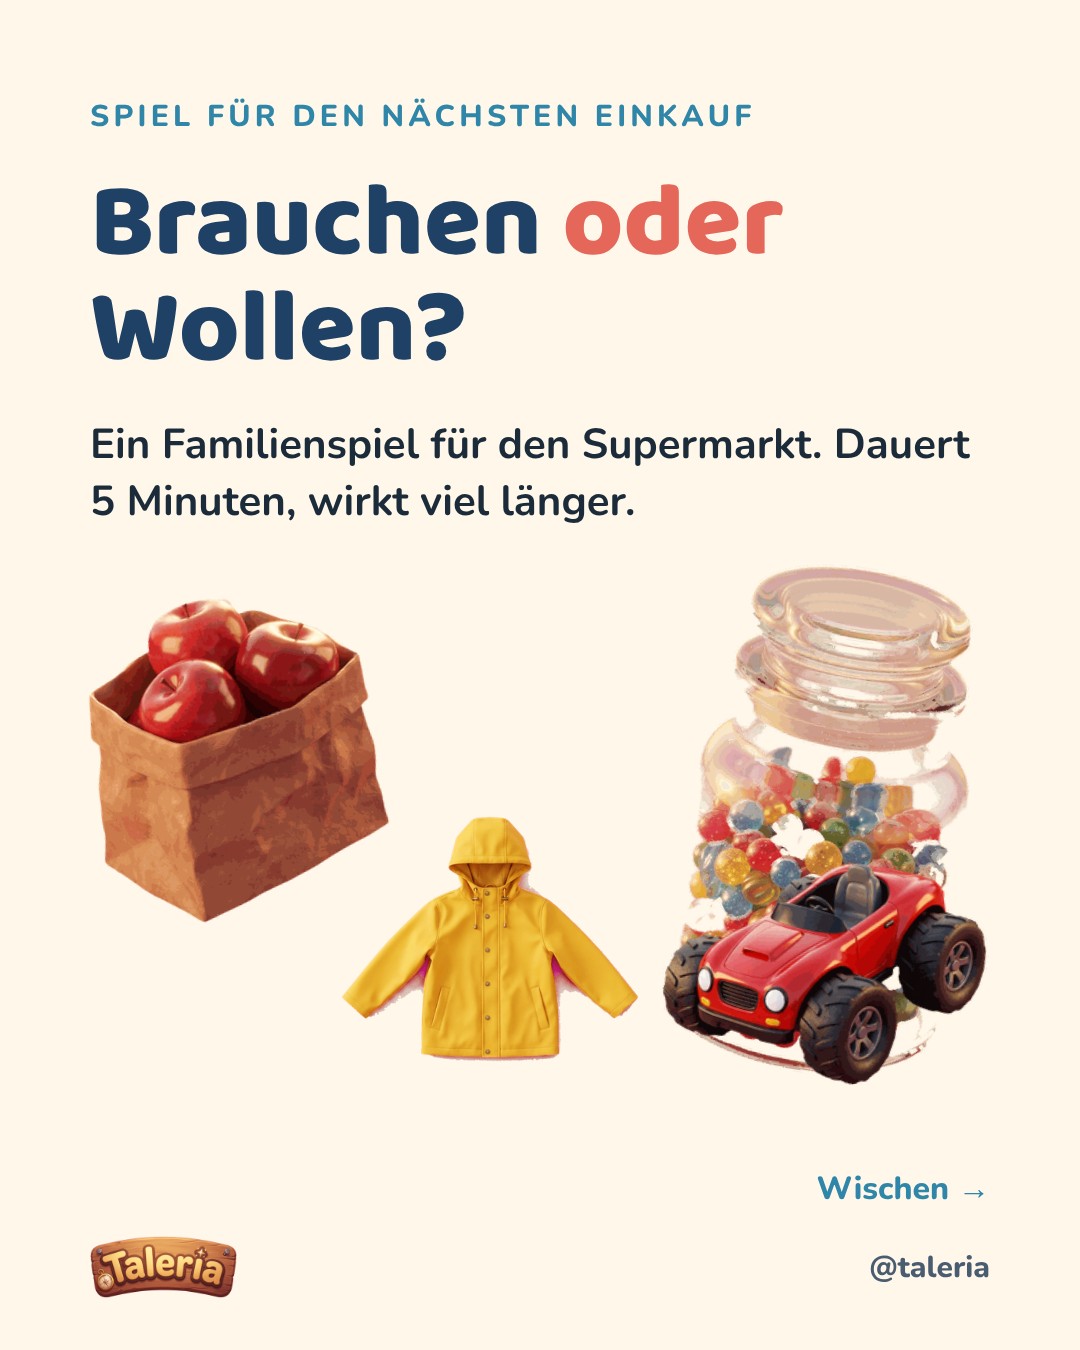 SPIEL FÜR DEN NÄCHSTEN EINKAUF
Brauchen oder
Wollen?
Ein Familienspiel für den Supermarkt. Dauert
5 Minuten, wirkt viel länger.
Wischen →
Taleria
@taleria